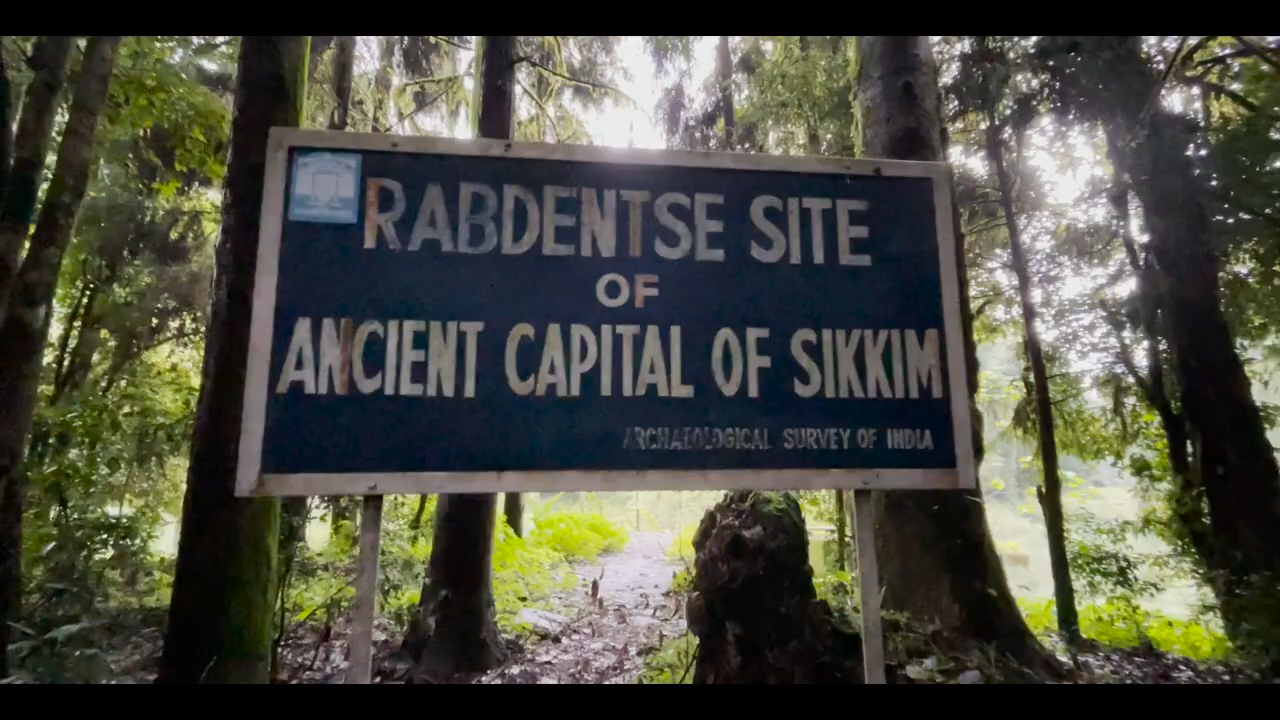 RABDENTSE SITE
OF
ANCIENT CAPITAL OF SIKKIM
ARCHAEOLOGICAL SURVEY OF INDIA